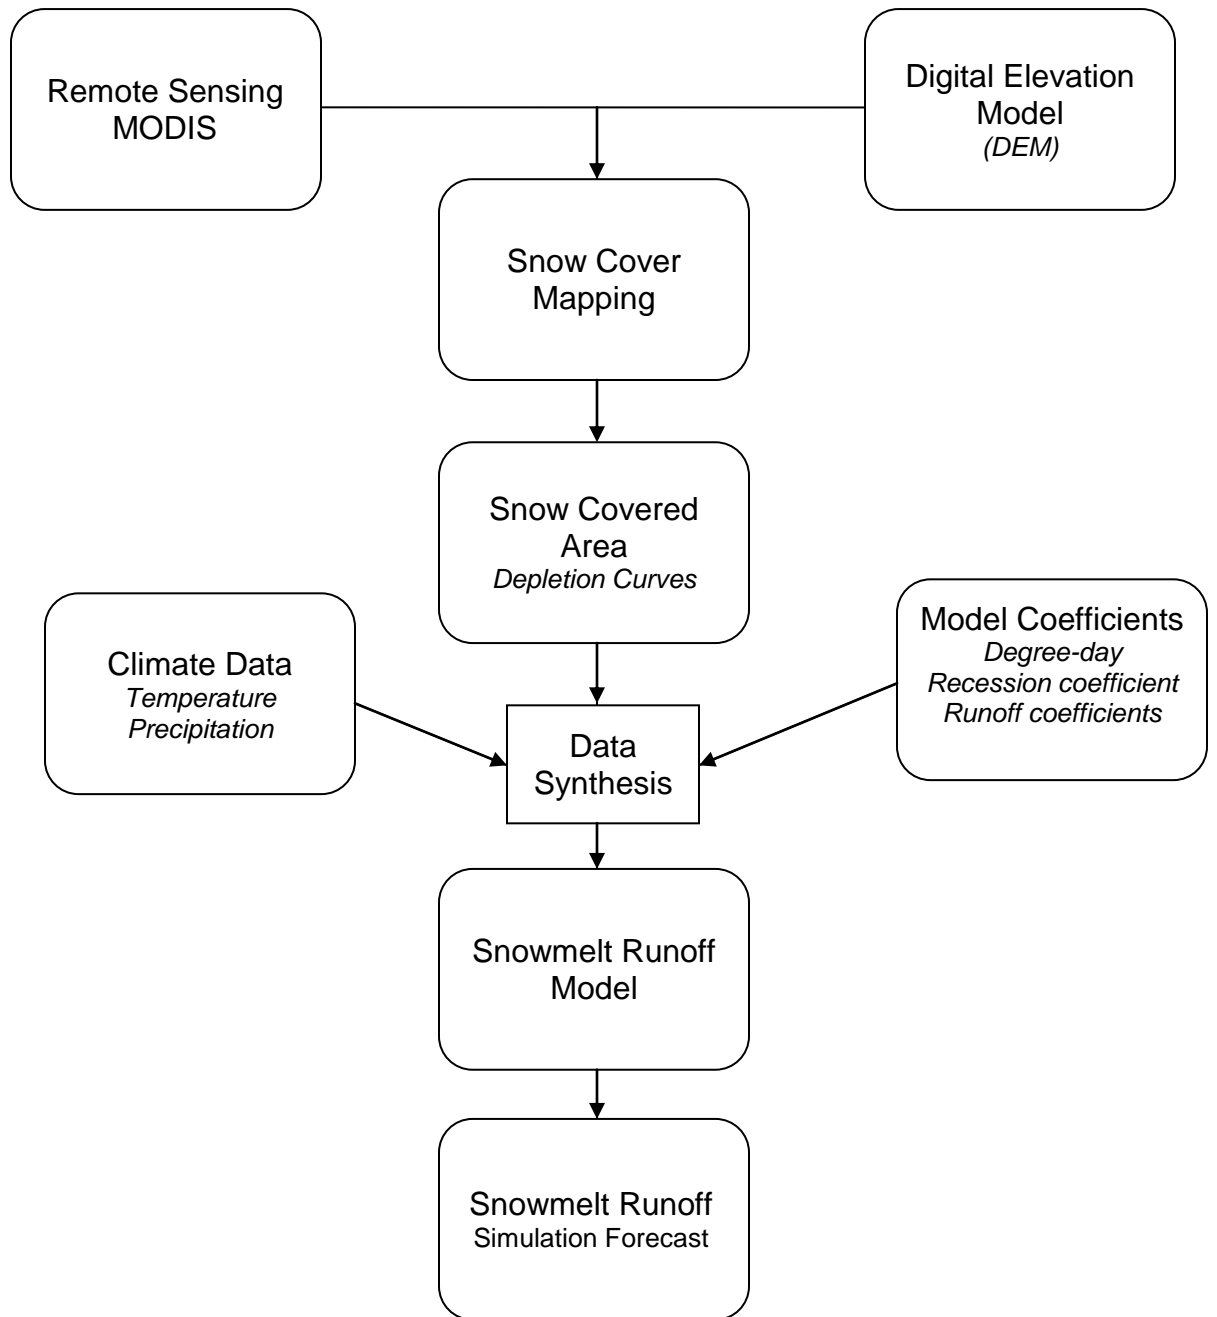 Remote Sensing
MODIS
Digital Elevation
Model
(DEM)
Snow Cover
Mapping
Snow Covered
Area
Depletion Curves
Climate Data
Temperature
Precipitation
Model Coefficients
Degree-day
Recession coefficient
Runoff coefficients
Data
Synthesis
Snowmelt Runoff
Model
Snowmelt Runoff
Simulation Forecast